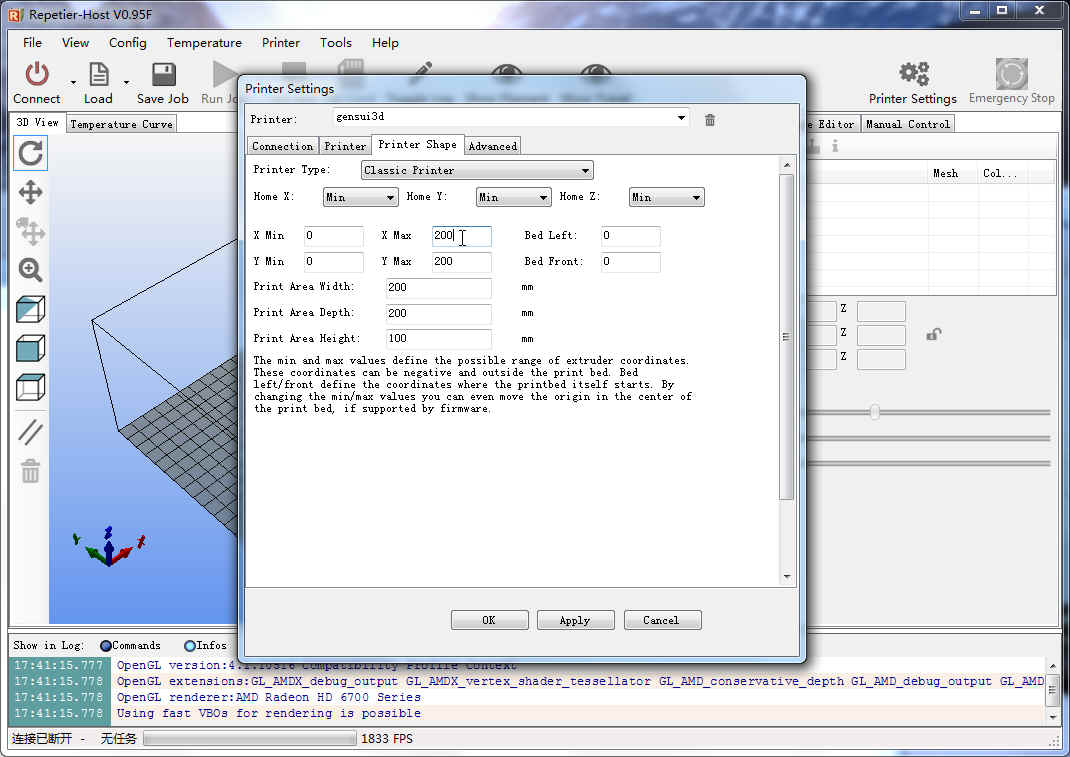 Repetier-Host V0.95F
File View Config Temperature Printer Tools Help
Connect Load Save Job Run Printer Settings Emergency Stop
3D View Temperature Curve Editor Manual Control
Printer Settings
Printer: gensui3d
Connection Printer Printer Shape Advanced
Printer Type: Classic Printer
Home X: Min Home Y: Min Home Z: Min
X Min 0 X Max 200 Bed Left: 0
Y Min 0 Y Max 200 Bed Front: 0
Print Area Width: 200 mm
Print Area Depth: 200 mm
Print Area Height: 100 mm
The min and max values define the possible range of extruder coordinates.
These coordinates can be negative and outside the print bed. Bed
left/front define the coordinates where the printbed itself starts. By
changing the min/max values you can even move the origin in the center of
the print bed, if supported by firmware.
OK Apply Cancel
Mesh Col...
Z
Z
Z
Y Z X
Show in Log: Commands Infos
17:41:15.777 OpenGL version:
17:41:15.778 OpenGL extensions:GL_AMDX_debug_output GL_AMDX_vertex_shader_tessellator GL_AMD_conservative_depth GL_AMD_debug_output GL_AMD
17:41:15.778 OpenGL renderer:AMD Radeon HD 6700 Series
17:41:15.778 Using fast VBOs for rendering is possible
连接已断开 - 无任务 1833 FPS